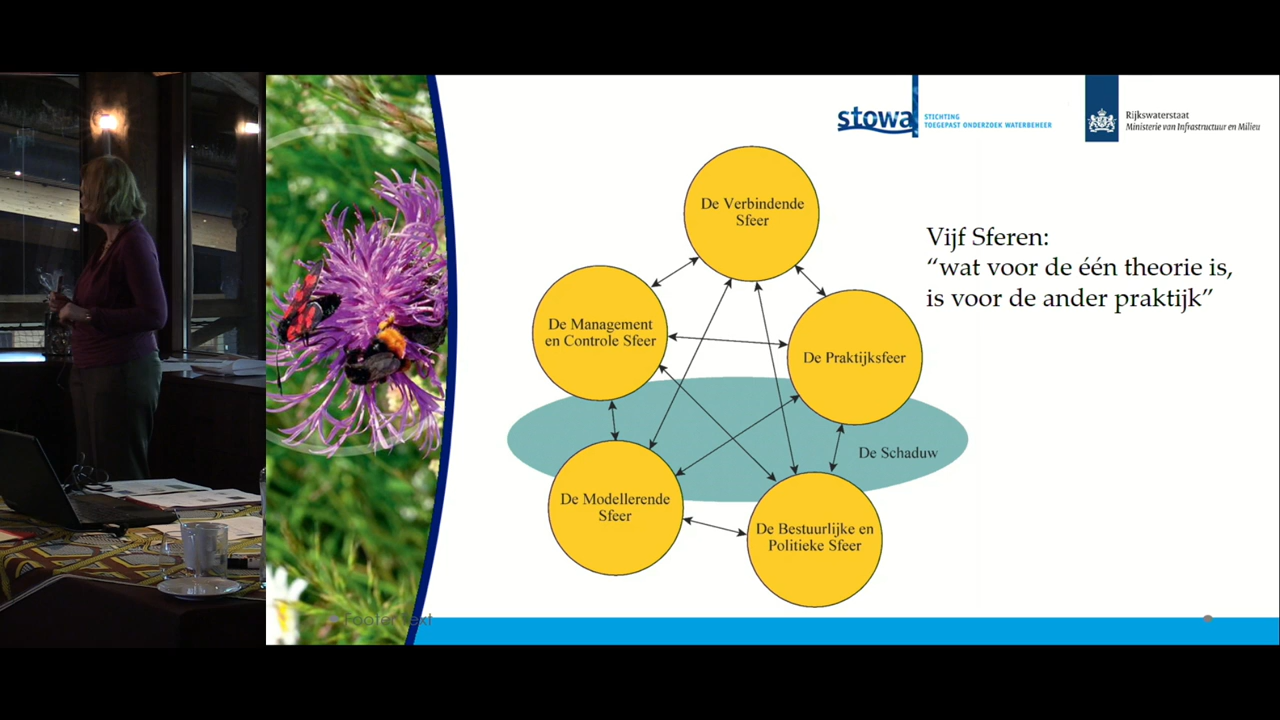 stowa
STICHTING
TOEGEPAST ONDERZOEK WATERBEHEER
Rijkswaterstaat
Ministerie van Infrastructuur en Milieu
De Verbindende
Sfeer
Vijf Sferen:
“wat voor de één theorie is,
is voor de ander praktijk”
De Management
en Controle Sfeer
De Praktijksfeer
De Schaduw
De Modellerende
Sfeer
De Bestuurlijke en
Politieke Sfeer
Footer text